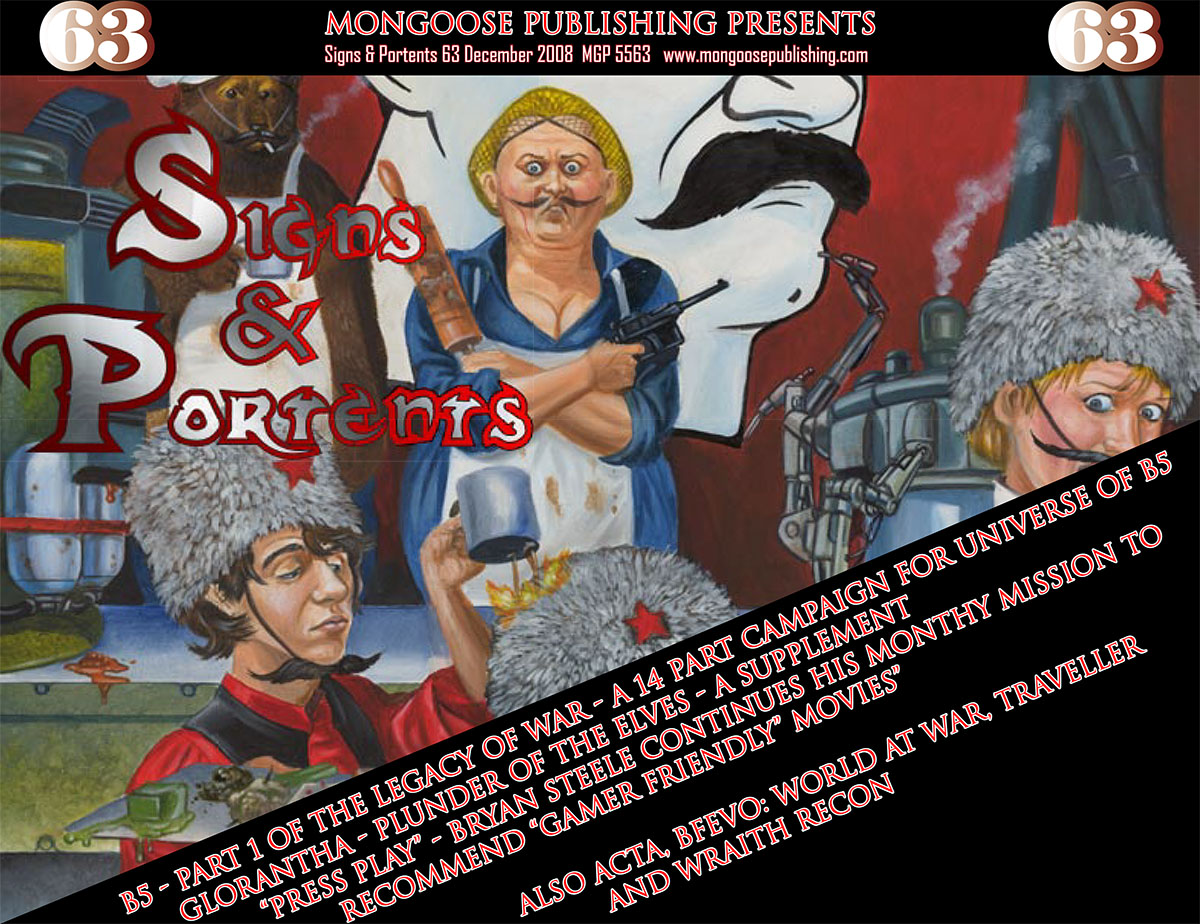 63
MONGOOSE PUBLISHING PRESENTS
63
Signs & Portents 63 December 2008 MGP 5563 www.mongoosepublishing.com
Signs
&
Portents
B5 - PART 1 OF THE LEGACY OF WAR - A 14 PART CAMPAIGN FOR UNIVERSE OF B5
GLORANTHA - PLUNDER OF THE ELVES - A SUPPLEMENT
"PRESS PLAY" - BRYAN STEELE CONTINUES HIS MONTHY MISSION TO
RECOMMEND "GAMER FRIENDLY" MOVIES"
ALSO ACTA, BFEVO: WORLD AT WAR, TRAVELLER
AND WRAITH RECON